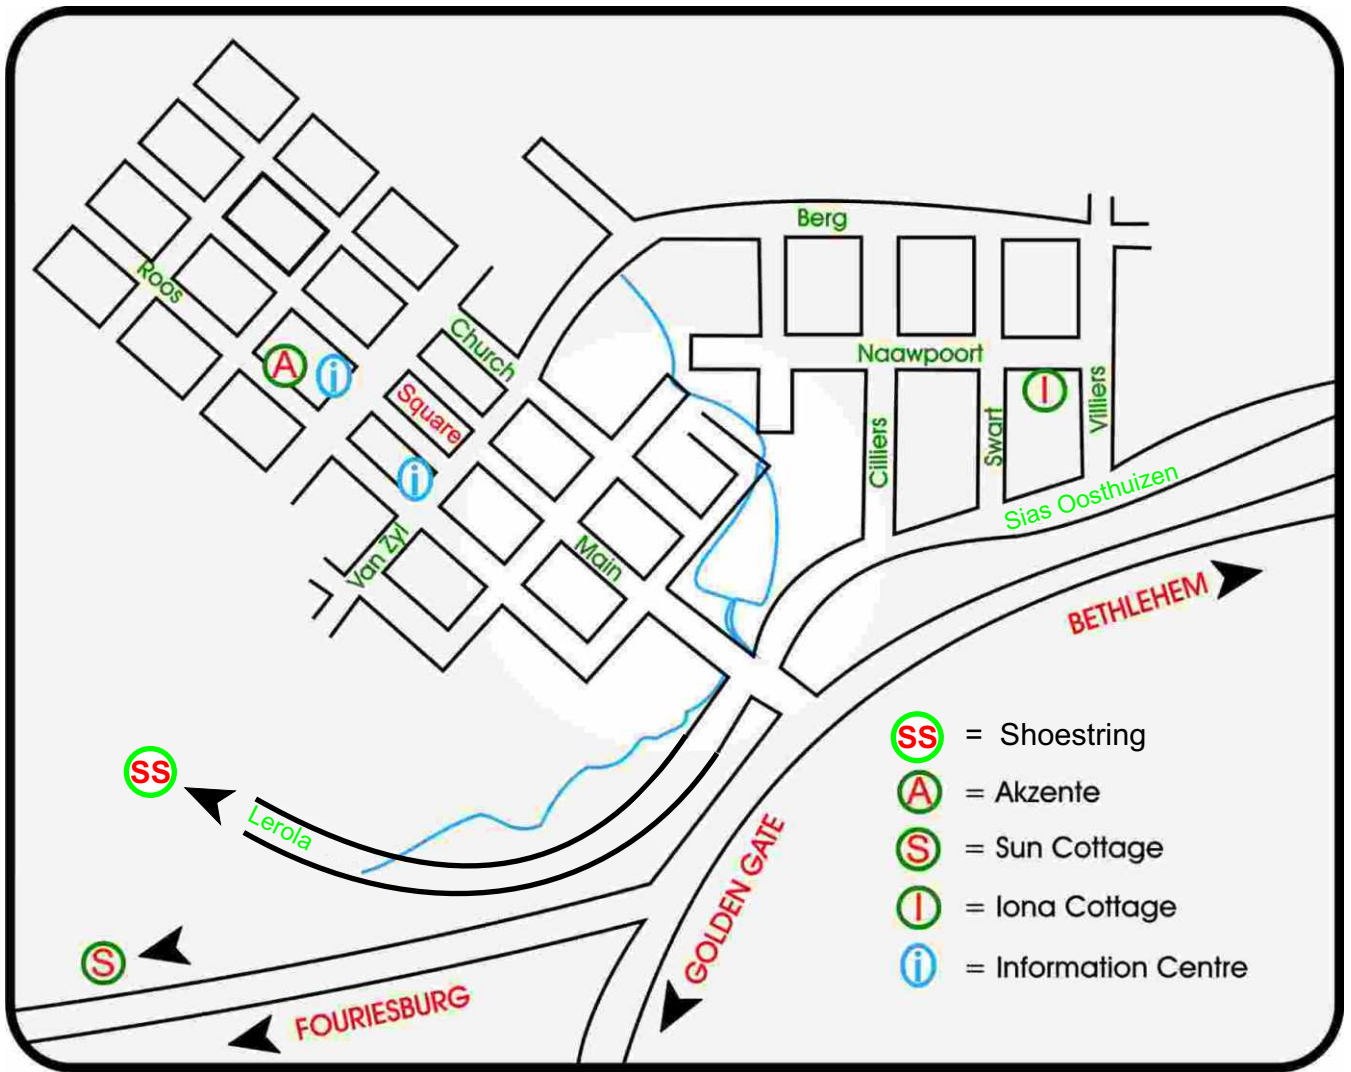 Berg
Roos
Church
Naawpoort
A
i
I
Square
Villiers
Swart
Cilliers
i
Sias Oosthuizen
Van Zyl
Main
BETHLEHEM
SS = Shoestring
SS
A = Akzente
Lerola
S = Sun Cottage
GOLDEN GATE
I = Iona Cottage
S
i = Information Centre
FOURIESBURG